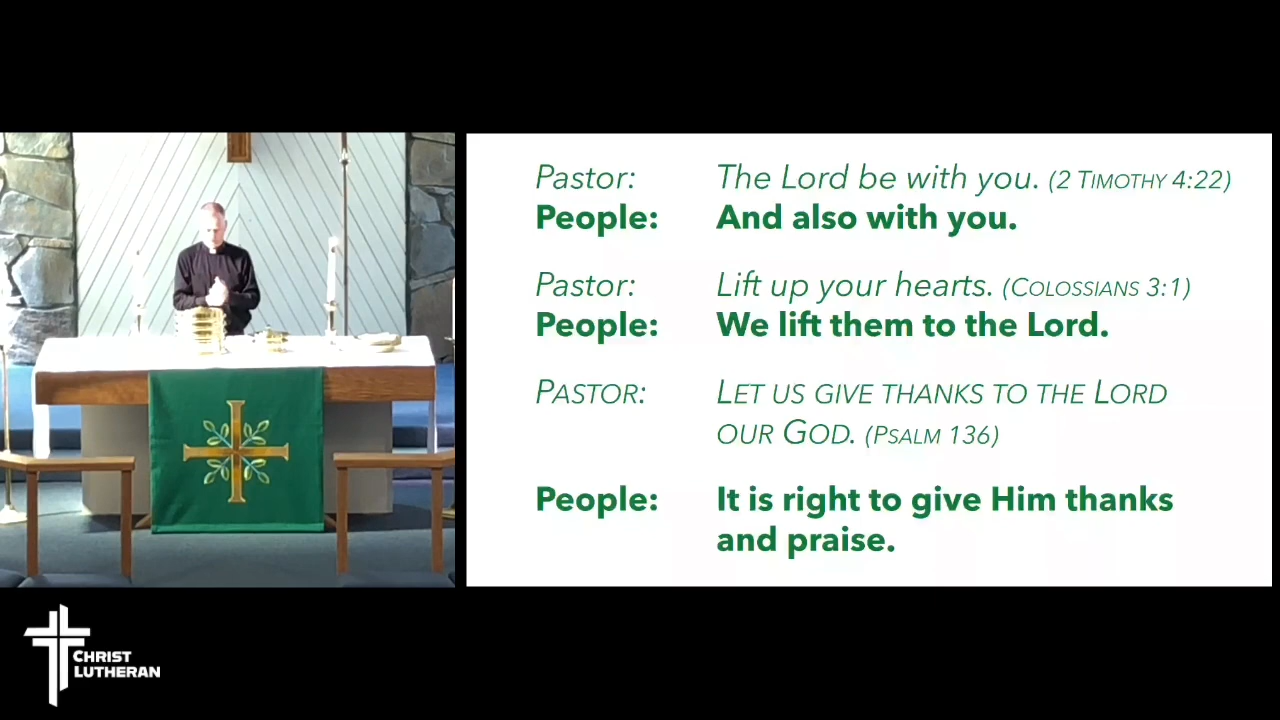 Pastor: The Lord be with you. (2 Timothy 4:22)
People: And also with you.
Pastor: Lift up your hearts. (Colossians 3:1)
People: We lift them to the Lord.
Pastor: Let us give thanks to the Lord
our God. (Psalm 136)
People: It is right to give Him thanks
and praise.
CHRIST
LUTHERAN